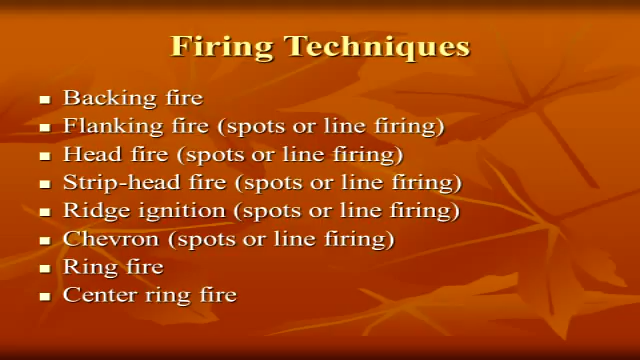 Firing Techniques
Backing fire
Flanking fire (spots or line firing)
Head fire (spots or line firing)
Strip-head fire (spots or line firing)
Ridge ignition (spots or line firing)
Chevron (spots or line firing)
Ring fire
Center ring fire